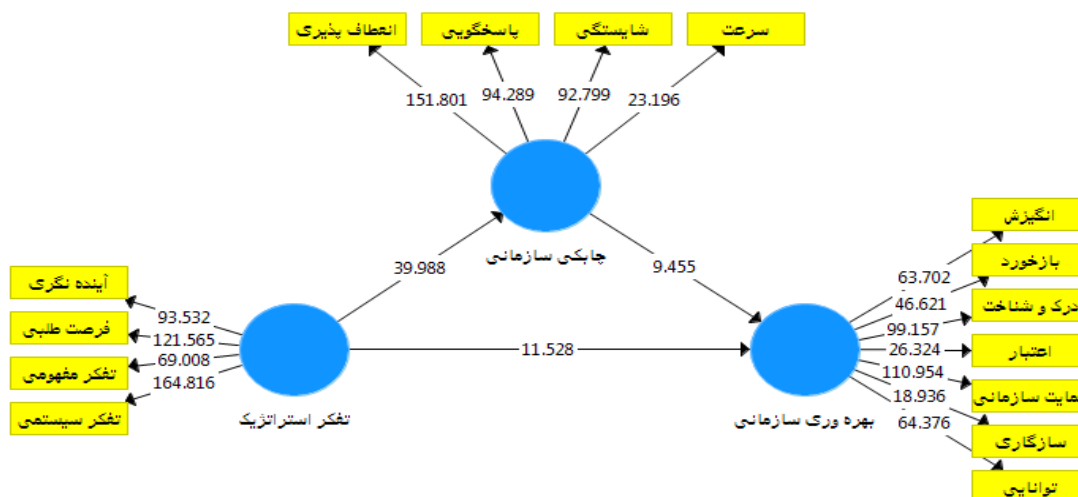 انعطاف پذیری
پاسخگویی
شایستگی
سرعت
151.801
94.289
92.799
23.196
چابکی سازمانی
39.988
9.455
آینده نگری
فرصت طلبی
تفکر مفهومی
تفکر سیستمی
93.532
121.565
69.008
164.816
تفکر استراتژیک
11.528
بهره وری سازمانی
63.702
46.621
99.157
26.324
110.954
18.936
64.376
انگیزش
بازخورد
درک و شناخت
اعتبار
حمایت سازمانی
سازگاری
توانایی